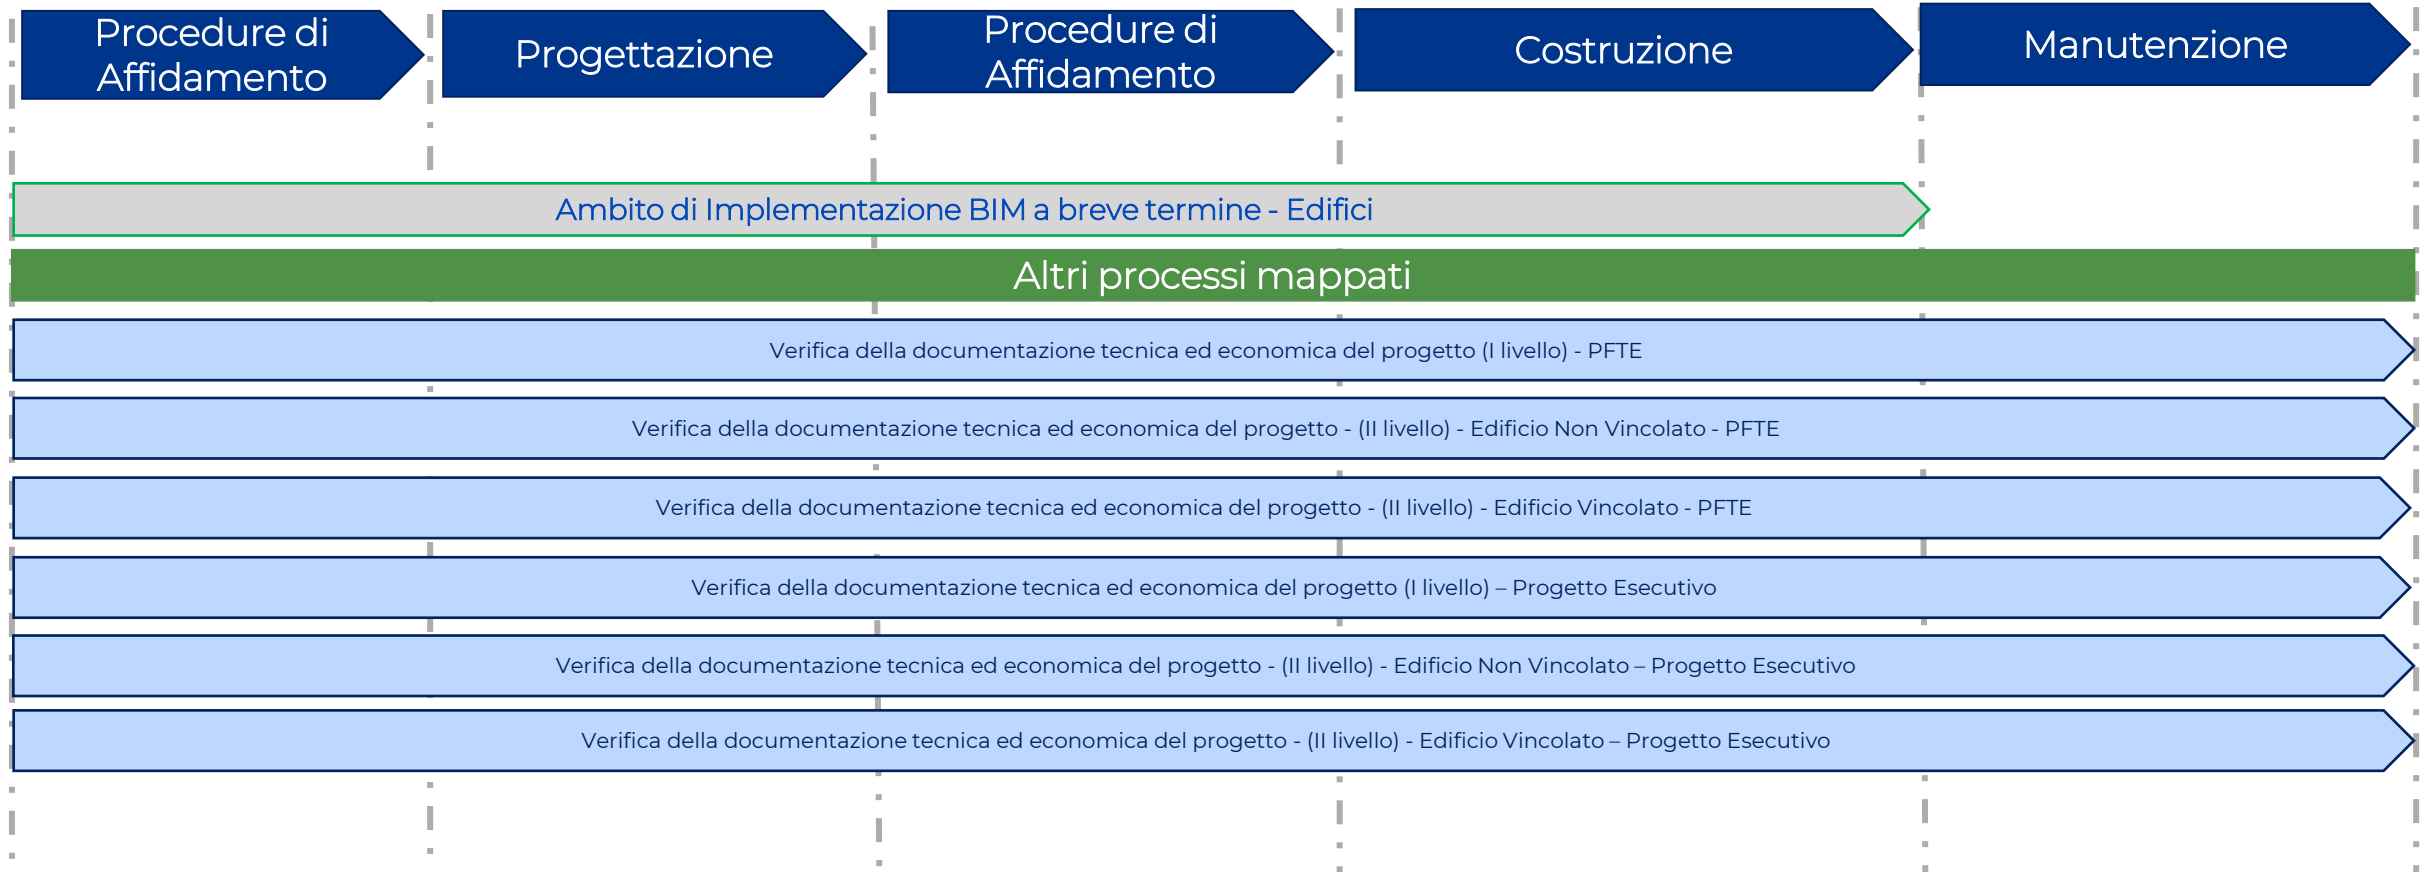 Procedure di
Affidamento
Progettazione
Procedure di
Affidamento
Costruzione
Manutenzione
Ambito di Implementazione BIM a breve termine - Edifici
Altri processi mappati
Verifica della documentazione tecnica ed economica del progetto (I livello) - PFTE
Verifica della documentazione tecnica ed economica del progetto - (II livello) - Edificio Non Vincolato - PFTE
Verifica della documentazione tecnica ed economica del progetto - (II livello) - Edificio Vincolato - PFTE
Verifica della documentazione tecnica ed economica del progetto (I livello) – Progetto Esecutivo
Verifica della documentazione tecnica ed economica del progetto - (II livello) - Edificio Non Vincolato – Progetto Esecutivo
Verifica della documentazione tecnica ed economica del progetto - (II livello) - Edificio Vincolato – Progetto Esecutivo